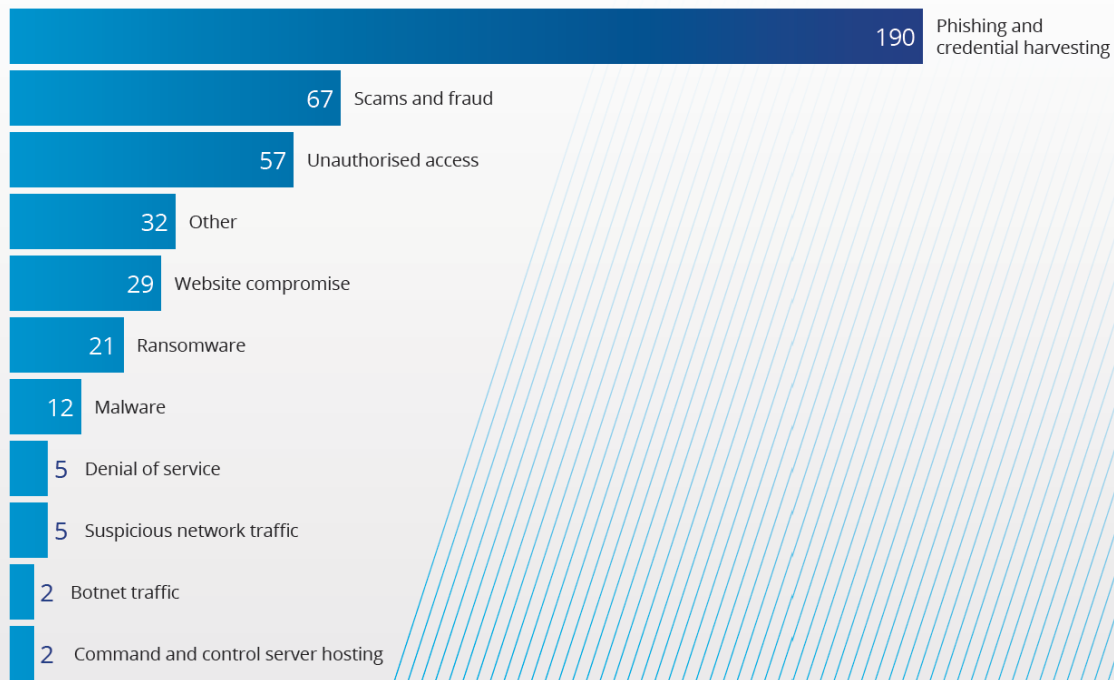 190 Phishing and
credential harvesting
67 Scams and fraud
57 Unauthorised access
32 Other
29 Website compromise
21 Ransomware
12 Malware
5 Denial of service
5 Suspicious network traffic
2 Botnet traffic
2 Command and control server hosting